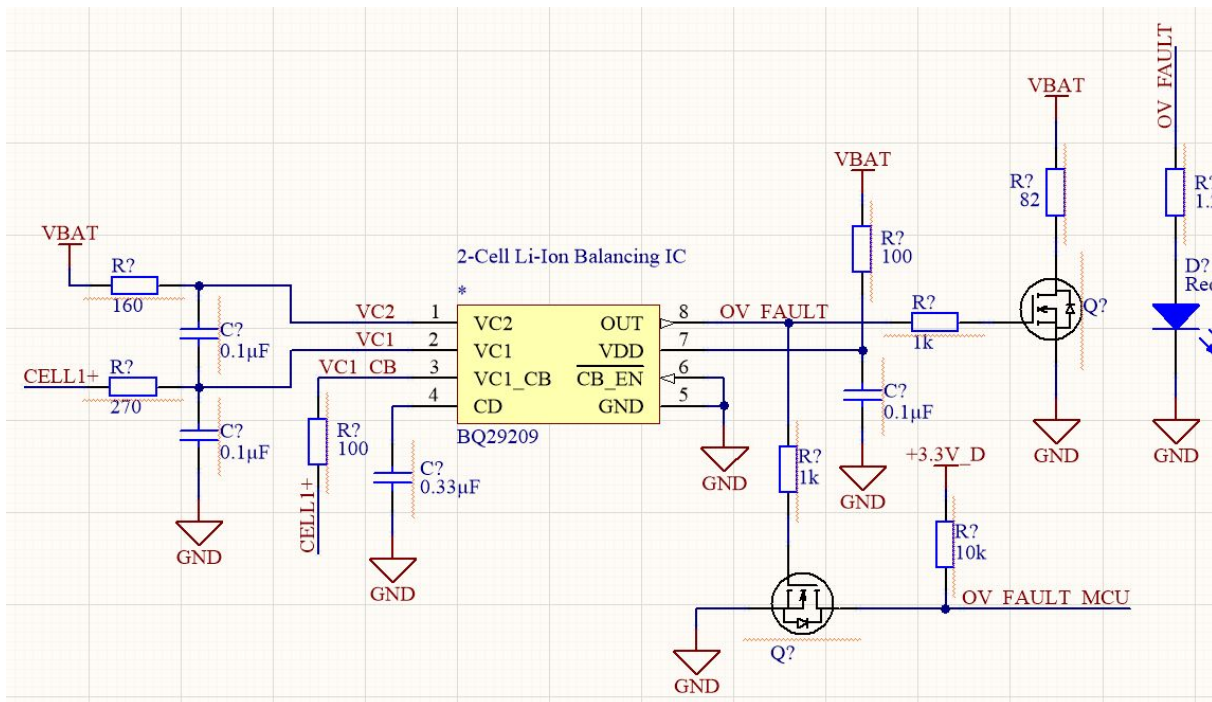 VBAT
R?
160
C?
0.1µF
CELL1+
R?
270
C?
0.1µF
GND
VC2
VC1
VC1_CB
R?
100
CELL1+
C?
0.33µF
GND
2-Cell Li-Ion Balancing IC
*
1
2
3
4
VC2
VC1
VC1_CB
CD
OUT
VDD
CB_EN
GND
8
7
6
5
BQ29209
OV_FAULT
GND
VBAT
R?
100
C?
0.1µF
GND
R?
1k
R?
1k
VBAT
R?
82
Q?
GND
+3.3V_D
R?
10k
OV_FAULT_MCU
Q?
GND
OV_FAULT
D?
GND